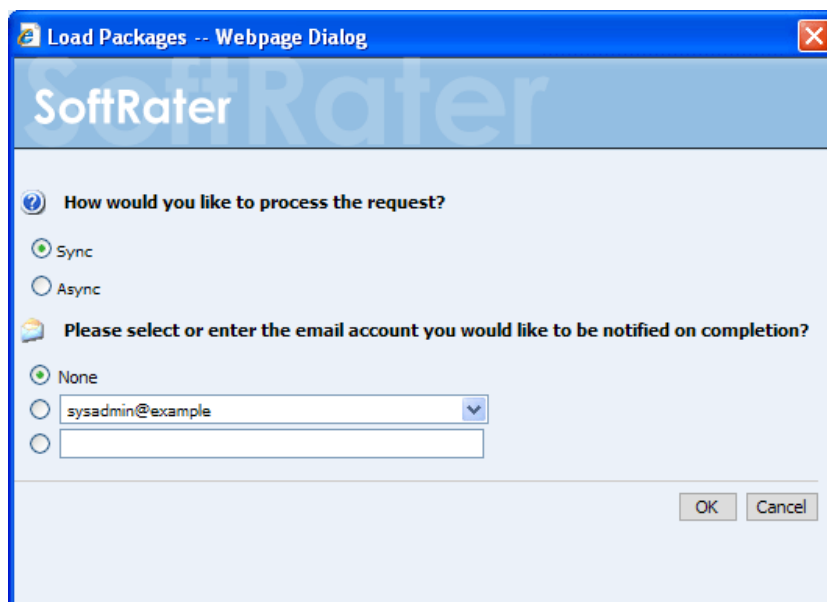 Load Packages -- Webpage Dialog
SoftRater
SoftRater
How would you like to process the request?
Sync
Async
Please select or enter the email account you would like to be notified on completion?
None
sysadmin@example
OK Cancel